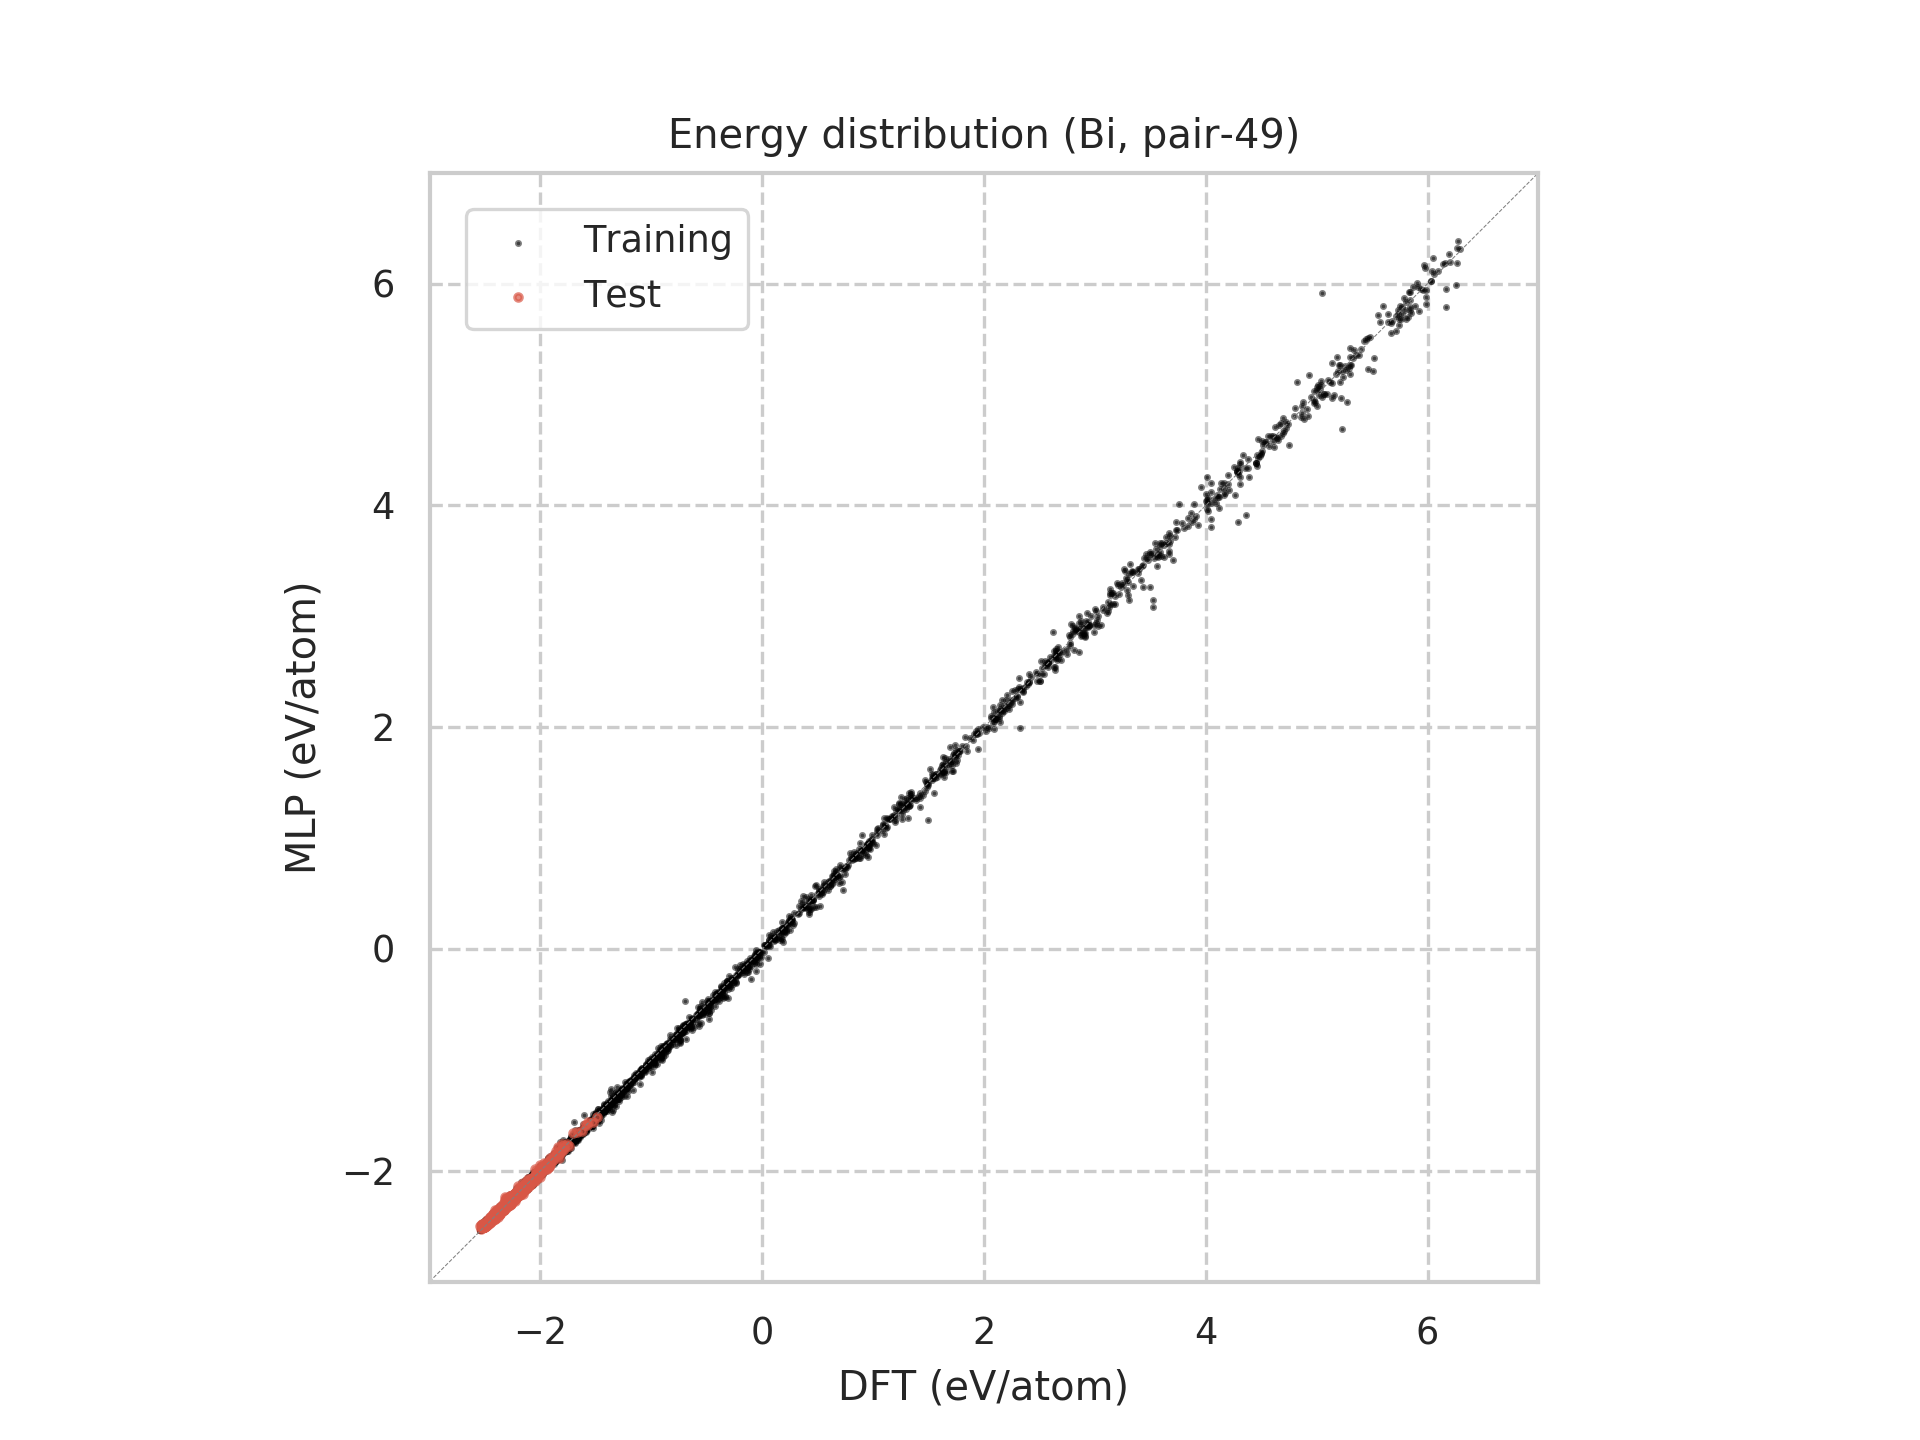 Energy distribution (Bi, pair-49)
Training
Test
6
4
2
0
−2
MLP (eV/atom)
−2 0 2 4 6
DFT (eV/atom)